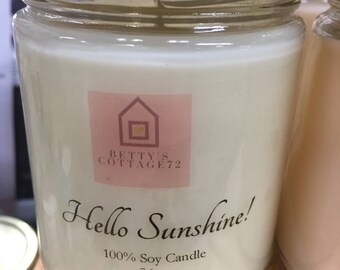 BETTY'S
COTTAGE72
Hello Sunshine!
100% Soy Candle